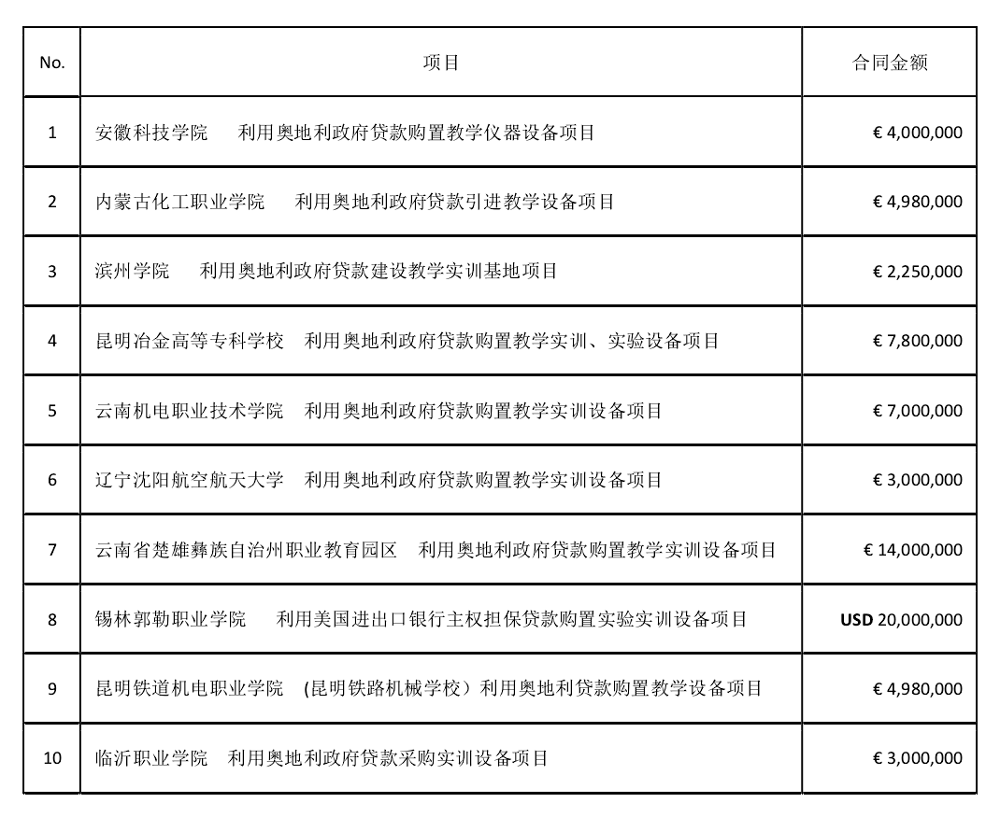 No. 项目 合同金额
1 安徽科技学院 利用奥地利政府贷款购置教学仪器设备项目 € 4,000,000
2 内蒙古化工职业学院 利用奥地利政府贷款引进教学设备项目 € 4,980,000
3 滨州学院 利用奥地利政府贷款建设教学实训基地项目 € 2,250,000
4 昆明冶金高等专科学校 利用奥地利政府贷款购置教学实训、实验设备项目 € 7,800,000
5 云南机电职业技术学院 利用奥地利政府贷款购置教学实训设备项目 € 7,000,000
6 辽宁沈阳航空航天大学 利用奥地利政府贷款购置教学实训设备项目 € 3,000,000
7 云南省楚雄彝族自治州职业教育园区 利用奥地利政府贷款购置教学实训设备项目 € 14,000,000
8 锡林郭勒职业学院 利用美国进出口银行主权担保贷款购置实验实训设备项目 USD 20,000,000
9 昆明铁道机电职业学院 (昆明铁路机械学校）利用奥地利贷款购置教学设备项目 € 4,980,000
10 临沂职业学院 利用奥地利政府贷款采购实训设备项目 € 3,000,000